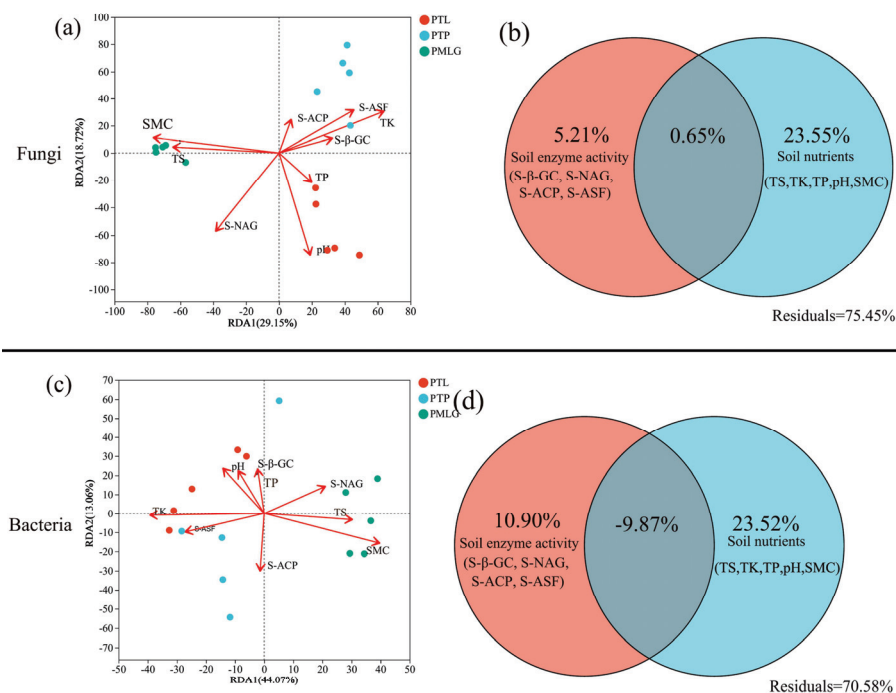 (a)
PTL
PTP
PMLG
Fungi
RDA2(18.72%)
100
80
60
40
20
0
-20
-40
-60
-80
-100
SMC
TS
S-ACP
S-ASF
TK
S-β-GC
TP
S-NAG
pH
-100 -80 -60 -40 -20 0 20 40 60 80
RDA1(29.15%)
(b)
5.21%
Soil enzyme activity
(S-β-GC, S-NAG,
S-ACP, S-ASF)
0.65%
23.55%
Soil nutrients
(TS,TK,TP,pH,SMC)
Residuals=75.45%
(c)
PTL
PTP
PMLG
Bacteria
RDA2(13.06%)
70
60
50
40
30
20
10
0
-10
-20
-30
-40
-50
-60
-70
pH
S-β-GC
TP
S-NAG
TK
TS
S-ASF
SMC
S-ACP
-50 -40 -30 -20 -10 0 10 20 30 40 50
RDA1(44.07%)
(d)
10.90%
Soil enzyme activity
(S-β-GC, S-NAG,
S-ACP, S-ASF)
-9.87%
23.52%
Soil nutrients
(TS,TK,TP,pH,SMC)
Residuals=70.58%